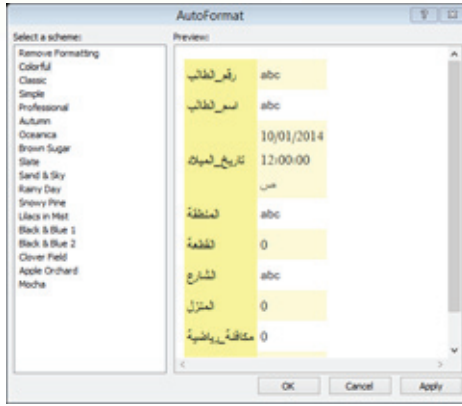 AutoFormat
Select a scheme:
Remove Formatting
Colorful
Classic
Simple
Professional
Autumn
Oceanica
Brown Sugar
Slate
Sand & Sky
Rainy Day
Snowy Pine
Lilacs in Mist
Black & Blue 1
Black & Blue 2
Clover Field
Apple Orchard
Mocha
Preview:
رقم_الطالب abc
اسم_الطالب abc
10/01/2014
تاريخ_الميلاد 12:00:00
ص
المنطقة abc
القطعة 0
الشارع abc
المنزل 0
مكافئة_رياضية 0
OK Cancel Apply